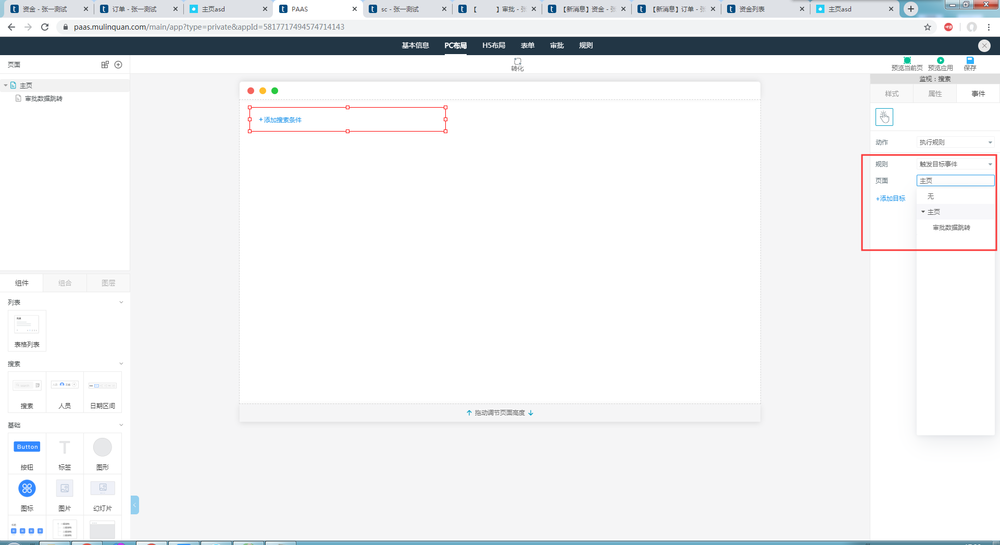 资金 - 张一测试
订单 - 张一测试
主页asd
PAAS
sc - 张一测试
【 】审批 - 张
【新消息】资金 - 张
【新消息】订单 - 张
资金列表
主页asd
paas.mulinquan.com/main/app?type=private&appId=5817717494574714143
基本信息
PC布局
H5布局
表单
审批
规则
页面
转化
预览当前页
预览应用
保存
主页
审批数据跳转
监视：搜索
样式
属性
事件
+添加搜索条件
动作
执行规则
规则
触发目标事件
页面
主页
+添加目标
无
主页
审批数据跳转
拖动调节页面高度
组件
组合
图层
列表
列表
表格列表
搜索
search
人员
王娜
搜索
人员
日期区间
基础
Button
T
按钮
标签
图形
图标
图片
幻灯片